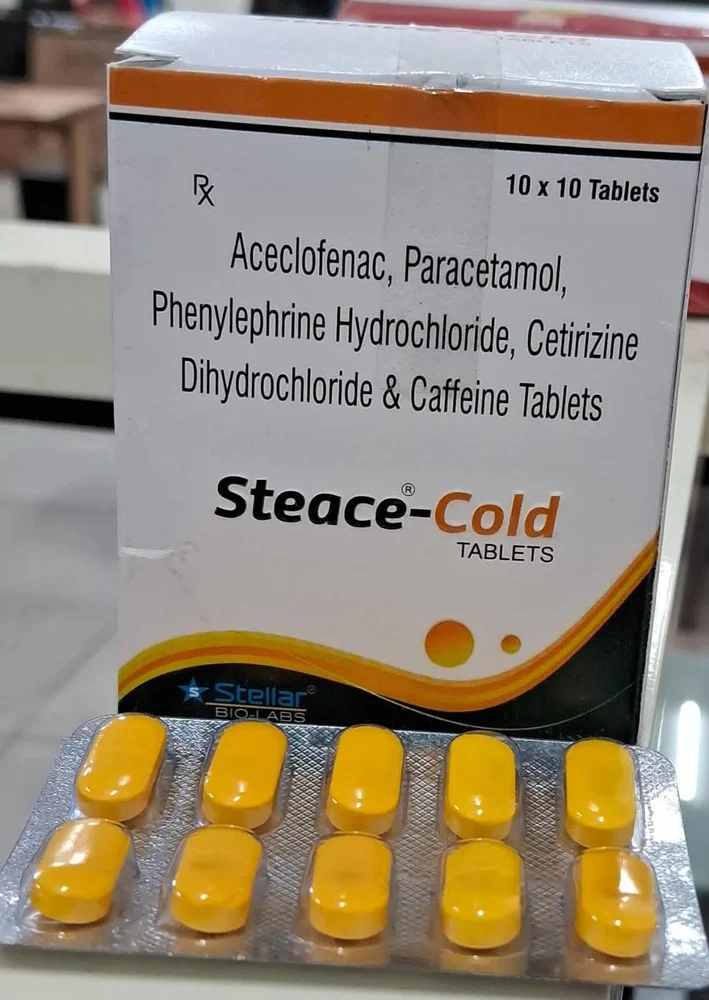 Rx
10 x 10 Tablets
Aceclofenac, Paracetamol,
Phenylephrine Hydrochloride, Cetirizine
Dihydrochloride & Caffeine Tablets
Steace®-Cold
TABLETS
S Stellar®
BIO-LABS